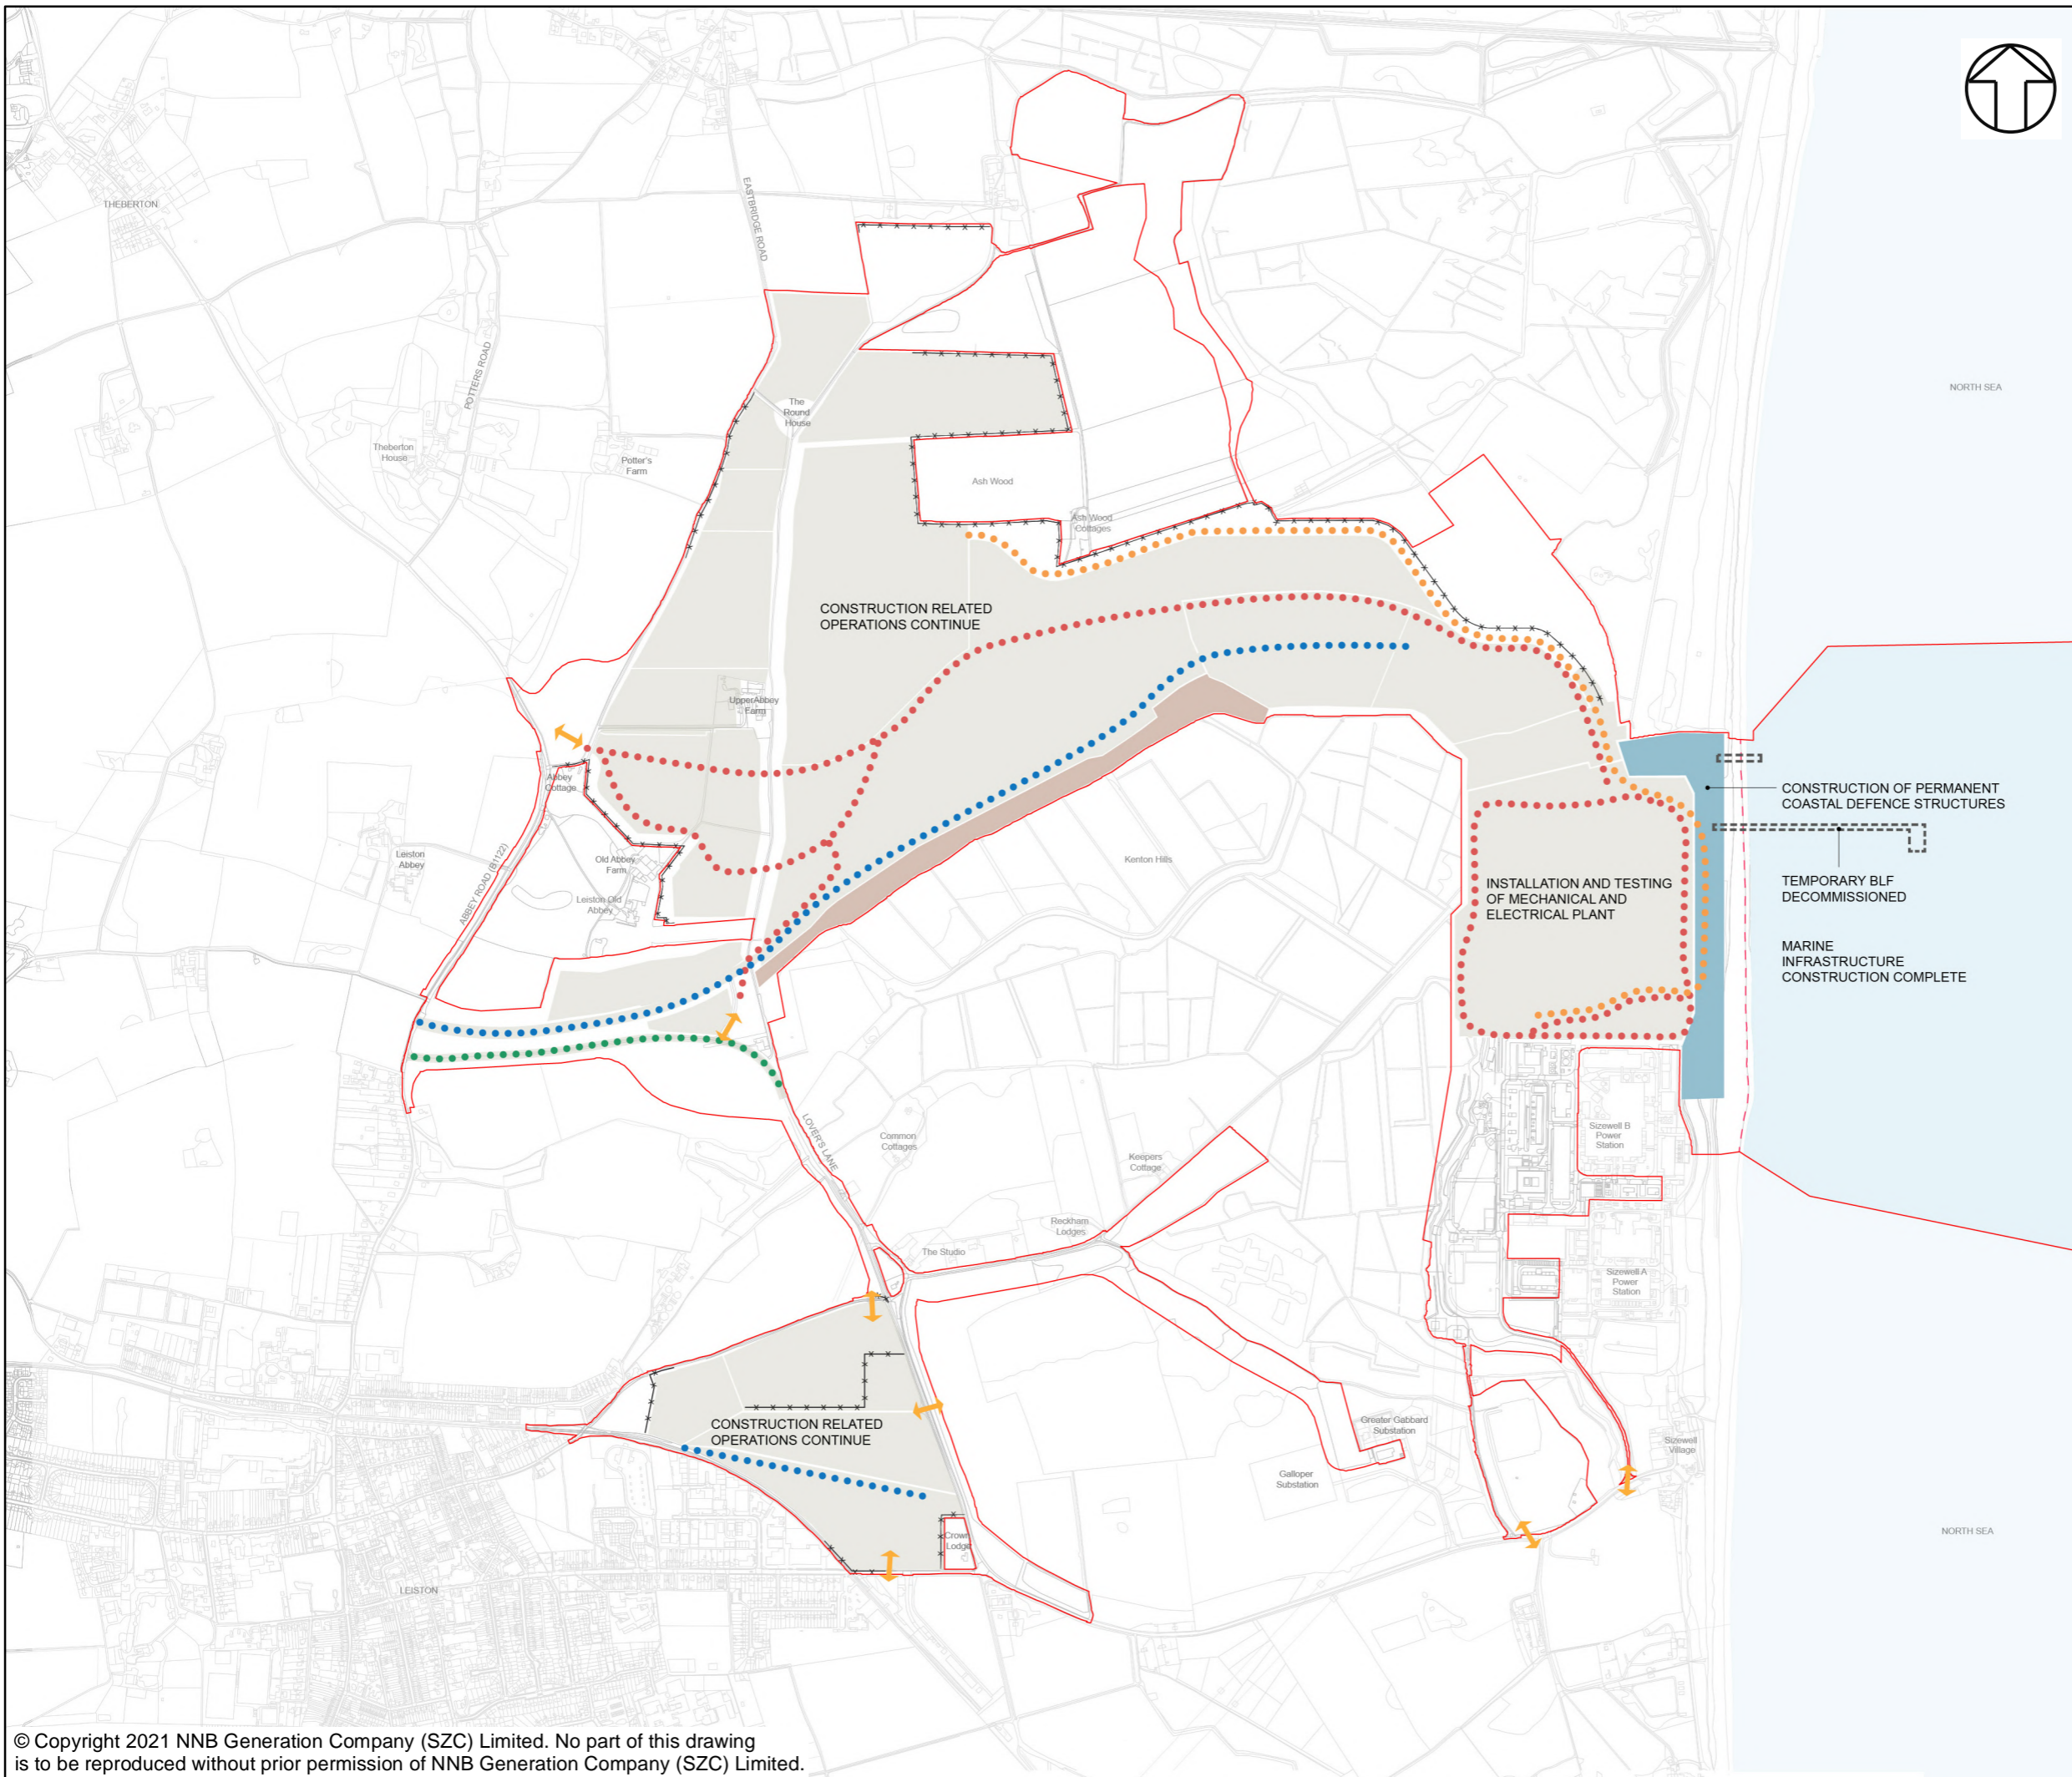 THEBERTON
EASTBRIDGE ROAD
POTTERS ROAD
NORTH SEA
The
Round
House
Theberton
House
Potter's
Farm
Ash Wood
Ash Wood
Cottages
CONSTRUCTION RELATED
OPERATIONS CONTINUE
Upper Abbey
Farm
Abbey
Cottage
CONSTRUCTION OF PERMANENT
COASTAL DEFENCE STRUCTURES
Leiston
Abbey
ABBEY ROAD (B1122)
Old Abbey
Farm
Leiston Old
Abbey
Kenton Hills
INSTALLATION AND TESTING
OF MECHANICAL AND
ELECTRICAL PLANT
TEMPORARY BLF
DECOMMISSIONED
MARINE
INFRASTRUCTURE
CONSTRUCTION COMPLETE
LOVER'S LANE
Common
Cottages
Sizewell B
Power
Station
Keepers
Cottage
Reckham
Lodges
The Studio
Sizewell A
Power
Station
CONSTRUCTION RELATED
OPERATIONS CONTINUE
Greater Gabbard
Substation
Sizewell
Village
Galloper
Substation
Crown
Lodge
NORTH SEA
LEISTON
© Copyright 2021 NNB Generation Company (SZC) Limited. No part of this drawing
is to be reproduced without prior permission of NNB Generation Company (SZC) Limited.